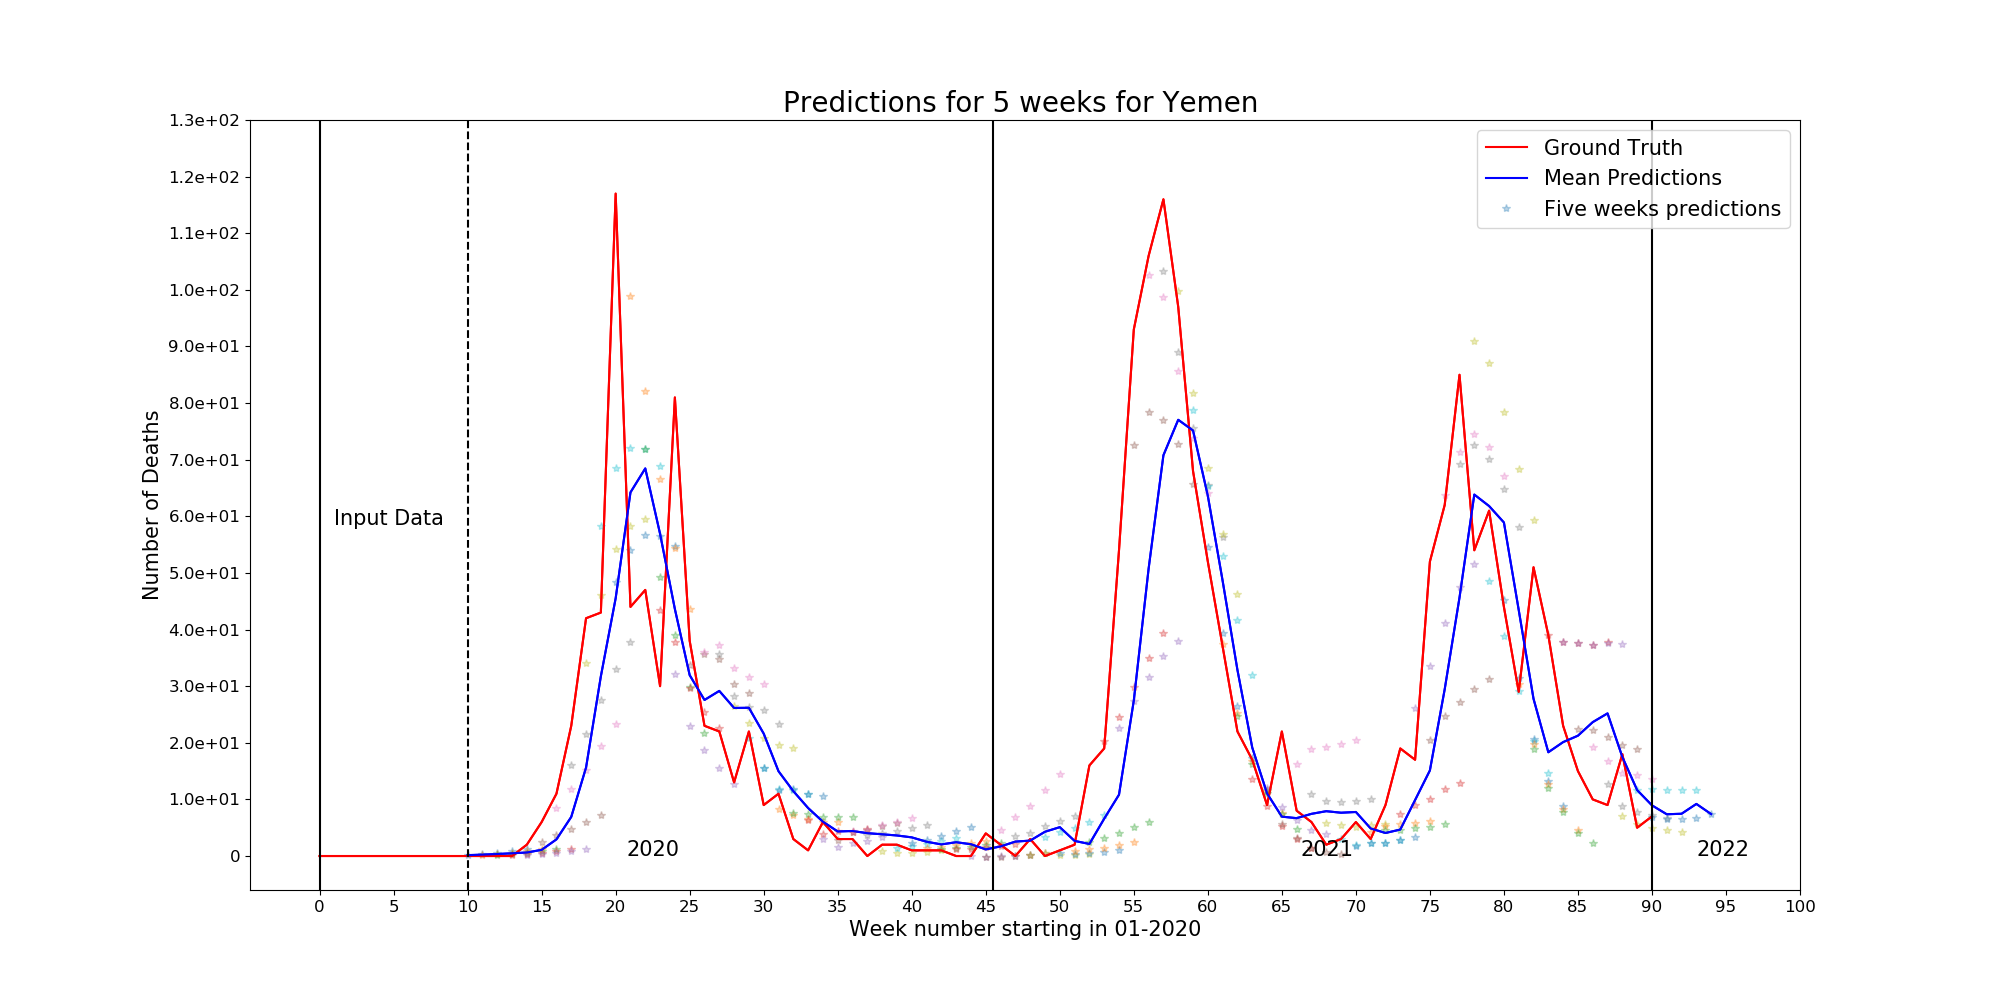 Predictions for 5 weeks for Yemen
1.3e+02
1.2e+02
1.1e+02
1.0e+02
9.0e+01
8.0e+01
7.0e+01
6.0e+01
5.0e+01
4.0e+01
3.0e+01
2.0e+01
1.0e+01
0
Number of Deaths
Ground Truth
Mean Predictions
Five weeks predictions
Input Data
2020
2021
2022
0 5 10 15 20 25 30 35 40 45 50 55 60 65 70 75 80 85 90 95 100
Week number starting in 01-2020